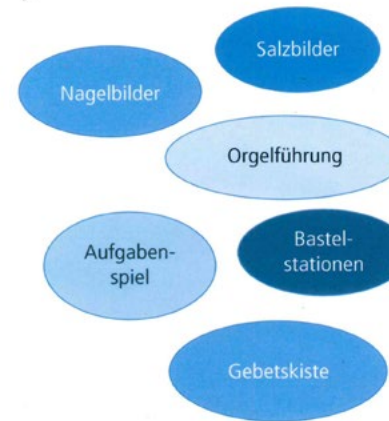 Salzbilder
Nagelbilder
Orgelführung
Aufgaben-
spiel
Bastel-
stationen
Gebetskiste